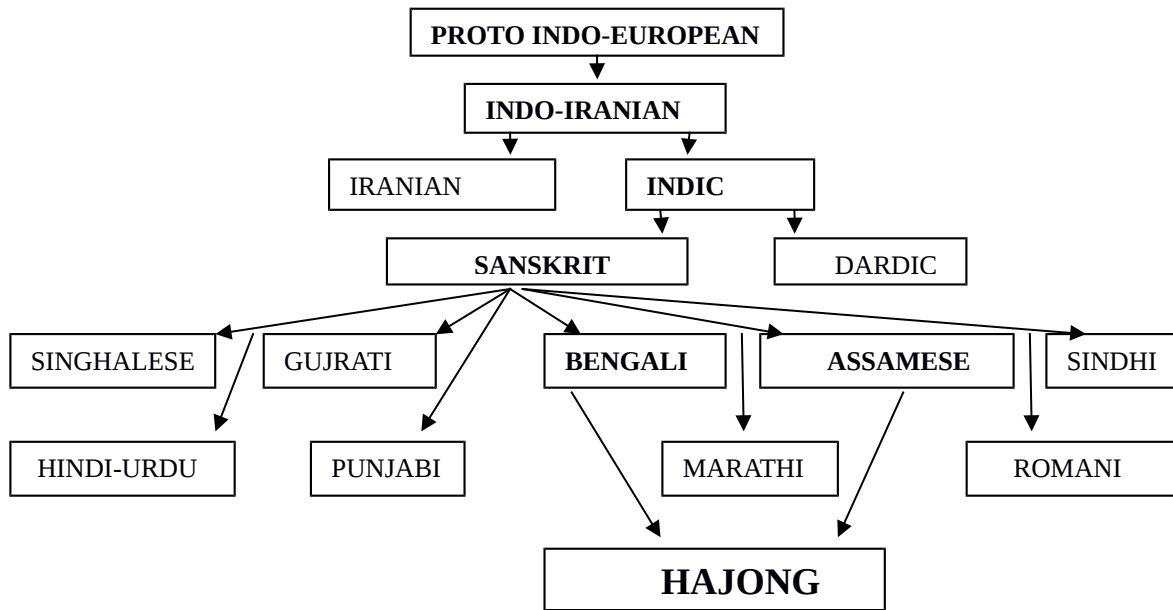 PROTO INDO-EUROPEAN
INDO-IRANIAN
IRANIAN
INDIC
SANSKRIT
DARDIC
SINGHALESE
GUJRATI
BENGALI
ASSAMESE
SINDHI
HINDI-URDU
PUNJABI
MARATHI
ROMANI
HAJONG